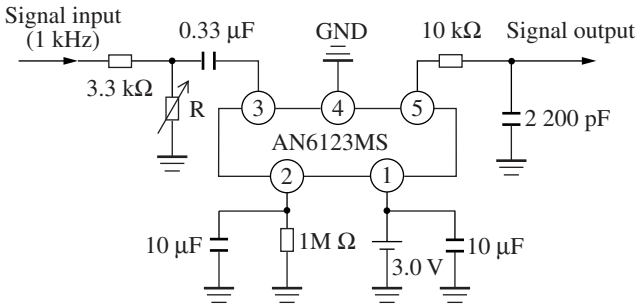 Signal input
(1 kHz)
0.33 µF
GND
10 kΩ
Signal output
3.3 kΩ
R
3
4
5
2 200 pF
AN6123MS
2
1
10 µF
1M Ω
3.0 V
10 µF